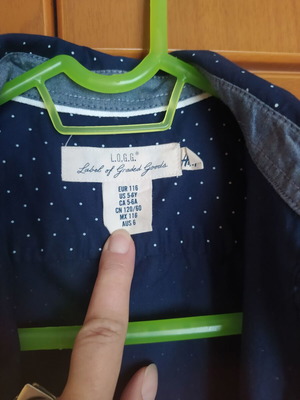 L.O.G.G.
Label of Graded Goods
EUR 116
US 5-6Y
CA 5-6A
CN 120/60
MX 116
AUS 6